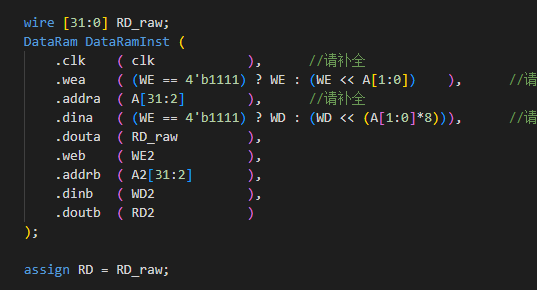 wire [31:0] RD_raw;
DataRam DataRamInst (
    .clk    ( clk            ),      //请补全
    .wea    ( (WE == 4'b1111) ? WE : (WE << A[1:0])    ),      //请
    .addra  ( A[31:2]        ),      //请补全
    .dina   ( (WE == 4'b1111) ? WD : (WD << (A[1:0]*8))),      //请
    .douta  ( RD_raw         ),
    .web    ( WE2            ),
    .addrb  ( A2[31:2]       ),
    .dinb   ( WD2            ),
    .doutb  ( RD2            )
);
assign RD = RD_raw;